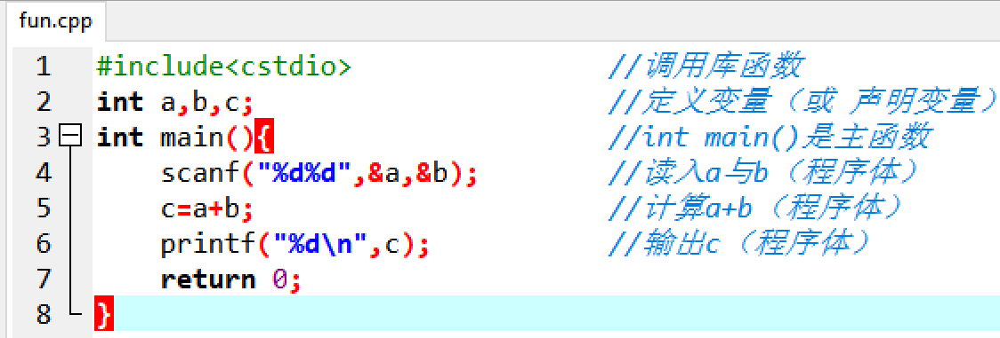 fun.cpp
1 #include<cstdio> //调用库函数
2 int a,b,c; //定义变量（或 声明变量）
3 int main(){ //int main()是主函数
4 scanf("%d%d",&a,&b); //读入a与b（程序体）
5 c=a+b; //计算a+b（程序体）
6 printf("%d\n",c); //输出c（程序体）
7 return 0;
8 }